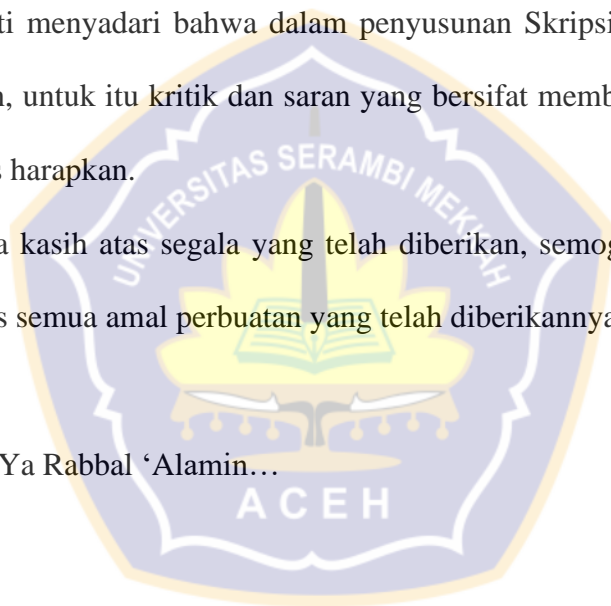 ti menyadari bahwa dalam penyusunan Skripsi
, untuk itu kritik dan saran yang bersifat memb
s harapkan.
UNIVERSITAS SERAMBI MEKKAH
a kasih atas segala yang telah diberikan, semog
s semua amal perbuatan yang telah diberikannya
Ya Rabbal ‘Alamin…
ACEH